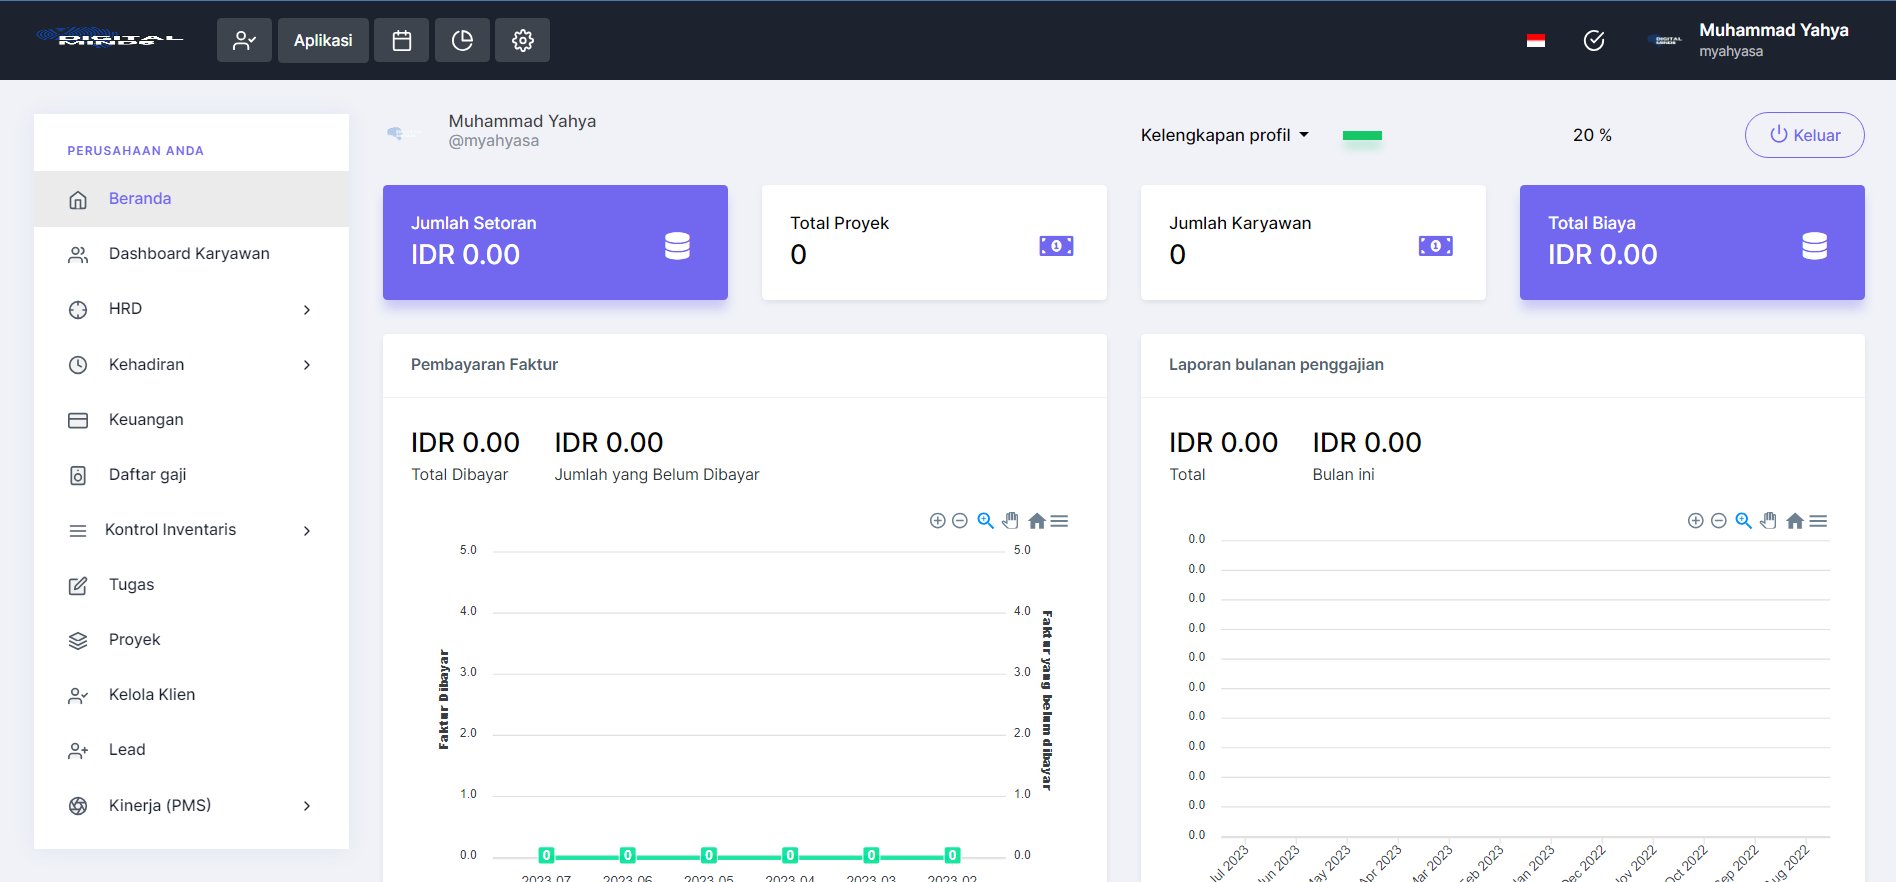 DIGITAL
MINDS
Aplikasi
DIGITAL
MINDS
Muhammad Yahya
myahyasa
PERUSAHAAN ANDA
Beranda
Dashboard Karyawan
HRD
Kehadiran
Keuangan
Daftar gaji
Kontrol Inventaris
Tugas
Proyek
Kelola Klien
Lead
Kinerja (PMS)
Muhammad Yahya
@myahyasa
Kelengkapan profil
20 %
Keluar
Jumlah Setoran
IDR 0.00
Total Proyek
0
1
Jumlah Karyawan
0
1
Total Biaya
IDR 0.00
Pembayaran Faktur
IDR 0.00
Total Dibayar
IDR 0.00
Jumlah yang Belum Dibayar
5.0
4.0
3.0
2.0
1.0
0.0
Faktur Dibayar
5.0
4.0
3.0
2.0
1.0
0.0
Faktur yang belum dibayar
0 0 0 0 0 0
2023-07 2023-06 2023-05 2023-04 2023-03 2023-02
Laporan bulanan penggajian
IDR 0.00
Total
IDR 0.00
Bulan ini
0.0
0.0
0.0
0.0
0.0
0.0
0.0
0.0
0.0
0.0
0.0
Jul 2023
Jun 2023
May 2023
Apr 2023
Mar 2023
Feb 2023
Jan 2023
Dec 2022
Nov 2022
Oct 2022
Sep 2022
Aug 2022